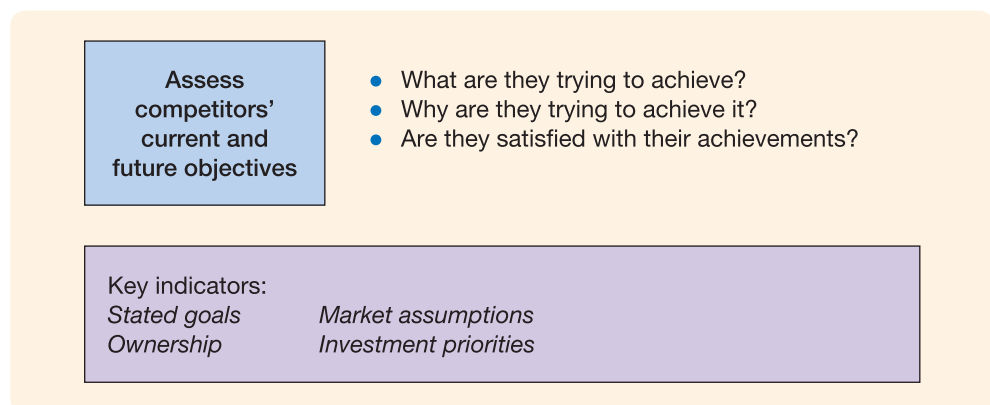 Assess
competitors’
current and
future objectives
● What are they trying to achieve?
● Why are they trying to achieve it?
● Are they satisfied with their achievements?
Key indicators:
Stated goals Market assumptions
Ownership Investment priorities